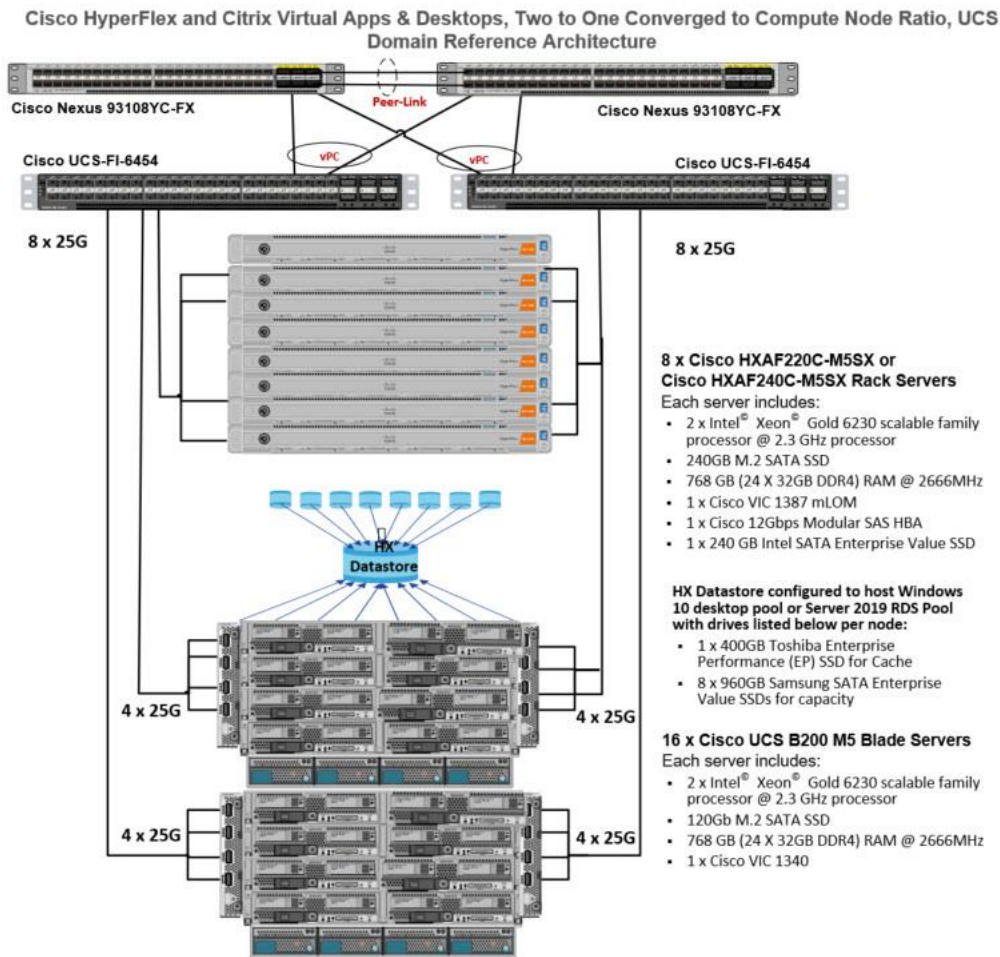 Cisco HyperFlex and Citrix Virtual Apps & Desktops, Two to One Converged to Compute Node Ratio, UCS
Domain Reference Architecture
Cisco Nexus 93108YC-FX
Peer-Link
Cisco Nexus 93108YC-FX
Cisco UCS-FI-6454
vPC
vPC
Cisco UCS-FI-6454
8 x 25G
8 x 25G
8 x Cisco HXAF220C-M5SX or
Cisco HXAF240C-M5SX Rack Servers
Each server includes:
▪ 2 x Intel© Xeon© Gold 6230 scalable family
processor @ 2.3 GHz processor
▪ 240GB M.2 SATA SSD
▪ 768 GB (24 X 32GB DDR4) RAM @ 2666MHz
▪ 1 x Cisco VIC 1387 mLOM
▪ 1 x Cisco 12Gbps Modular SAS HBA
▪ 1 x 240 GB Intel SATA Enterprise Value SSD
HX
Datastore
HX Datastore configured to host Windows
10 desktop pool or Server 2019 RDS Pool
with drives listed below per node:
▪ 1 x 400GB Toshiba Enterprise
Performance (EP) SSD for Cache
▪ 8 x 960GB Samsung SATA Enterprise
Value SSDs for capacity
4 x 25G
4 x 25G
16 x Cisco UCS B200 M5 Blade Servers
Each server includes:
▪ 2 x Intel© Xeon© Gold 6230 scalable family
processor @ 2.3 GHz processor
▪ 120Gb M.2 SATA SSD
▪ 768 GB (24 X 32GB DDR4) RAM @ 2666MHz
▪ 1 x Cisco VIC 1340
4 x 25G
4 x 25G